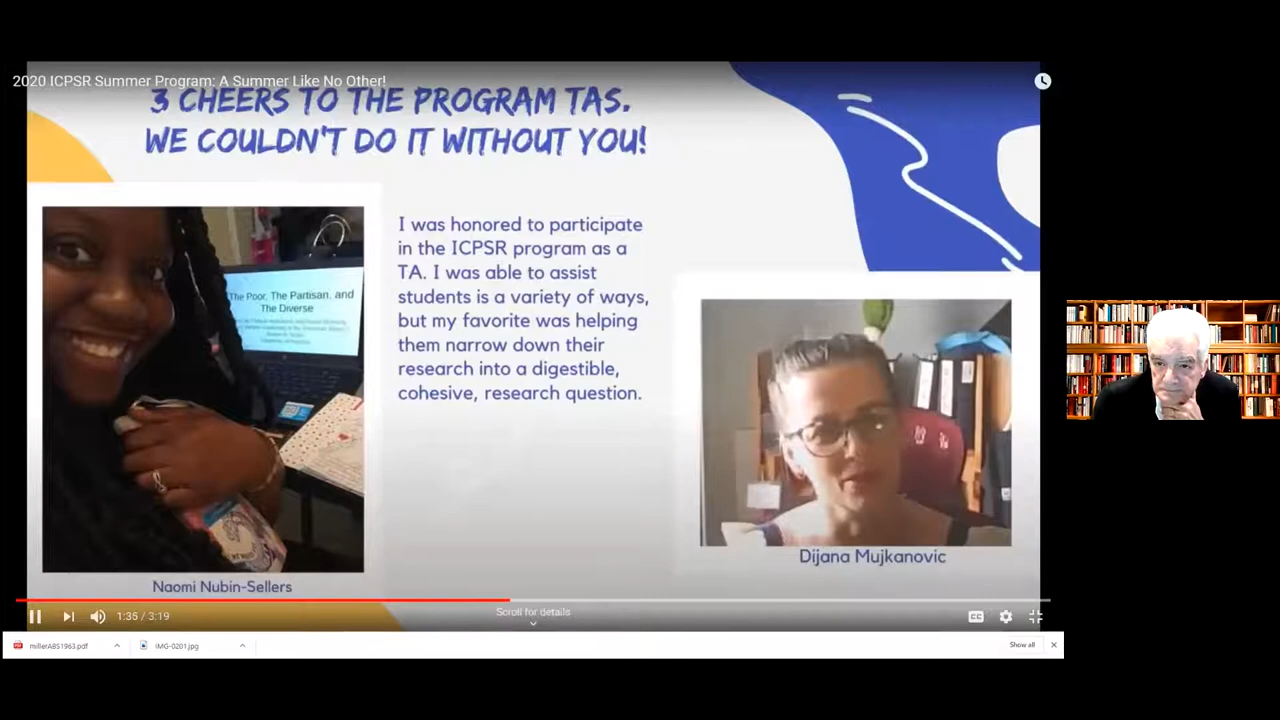 2020 ICPSR Summer Program: A Summer Like No Other!
3 CHEERS TO THE PROGRAM TAS.
WE COULDN'T DO IT WITHOUT YOU!
The Poor, The Partisan, and
The Diverse
I was honored to participate
in the ICPSR program as a
TA. I was able to assist
students is a variety of ways,
but my favorite was helping
them narrow down their
research into a digestible,
cohesive, research question.
Naomi Nubin-Sellers
Dijana Mujkanovic
1:35 / 3:19
Scroll for details
CC
millerABS1963.pdf
IMG-0201.jpg
Show all